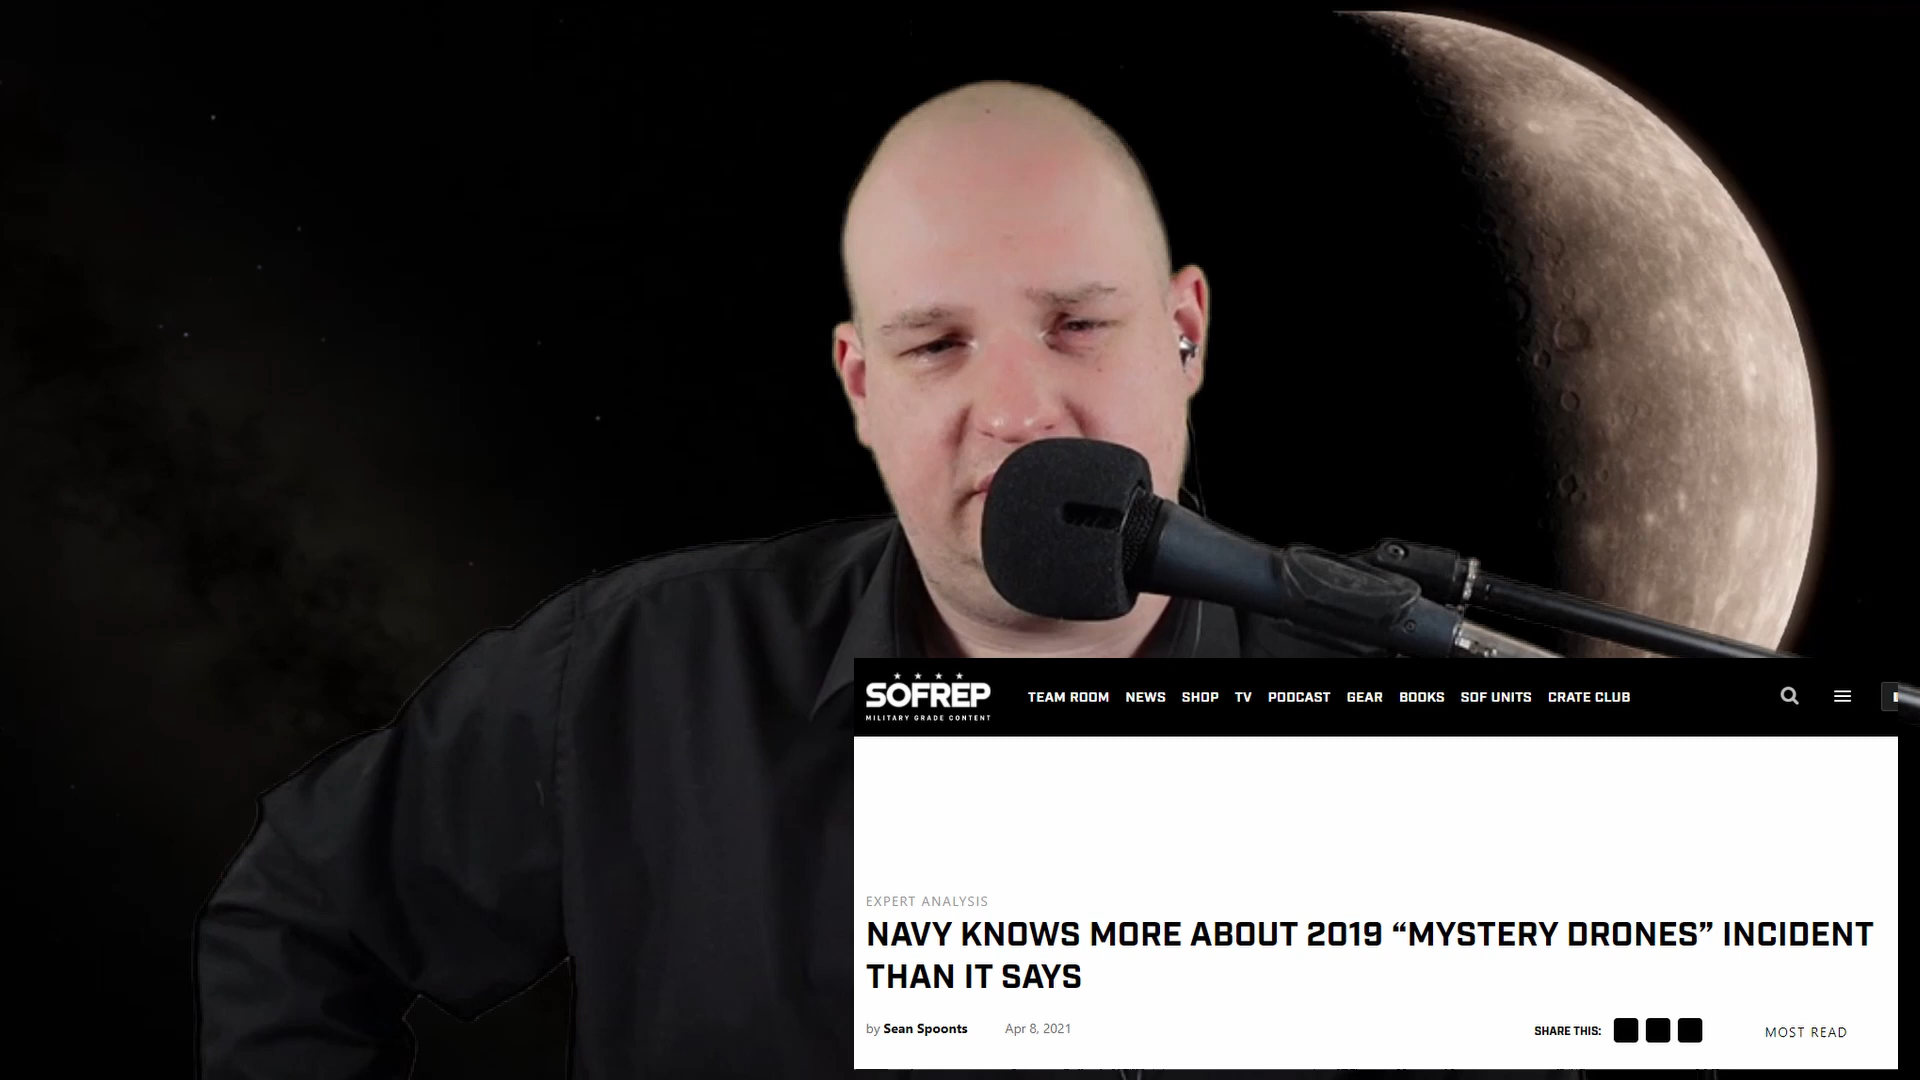 SOFREP
MILITARY GRADE CONTENT
TEAM ROOM NEWS SHOP TV PODCAST GEAR BOOKS SOF UNITS CRATE CLUB
EXPERT ANALYSIS
NAVY KNOWS MORE ABOUT 2019 “MYSTERY DRONES” INCIDENT
THAN IT SAYS
by Sean Spoonts Apr 8, 2021
SHARE THIS:
MOST READ